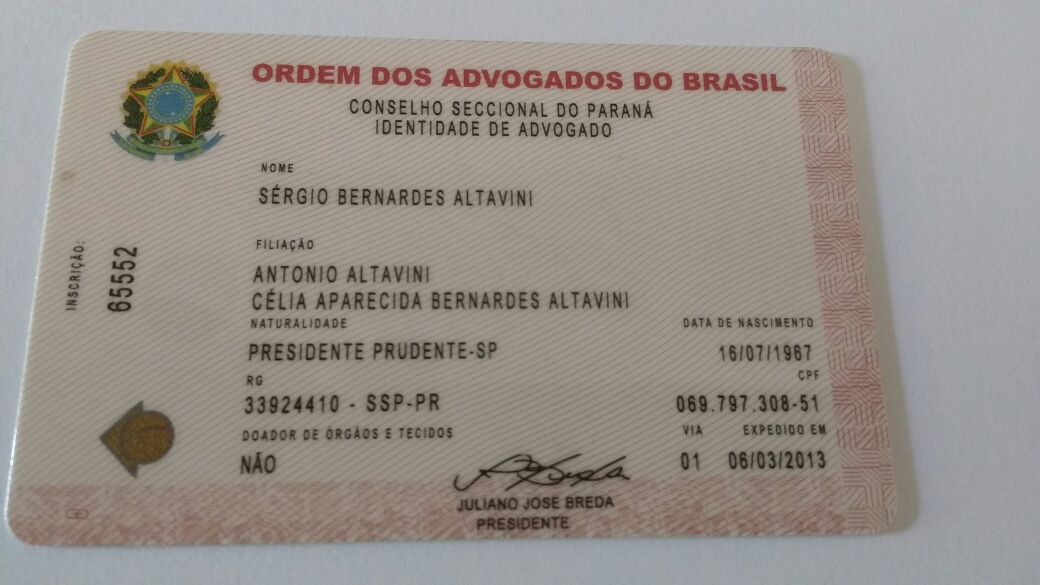 ORDEM DOS ADVOGADOS DO BRASIL
CONSELHO SECCIONAL DO PARANÁ
IDENTIDADE DE ADVOGADO
NOME
SÉRGIO BERNARDES ALTAVINI
FILIAÇÃO
ANTONIO ALTAVINI
CÉLIA APARECIDA BERNARDES ALTAVINI
INSCRIÇÃO:
65552
NATURALIDADE DATA DE NASCIMENTO
PRESIDENTE PRUDENTE-SP 16/07/1967
RG CPF
33924410 - SSP-PR 069.797.308-51
DOADOR DE ÓRGÃOS E TECIDOS VIA EXPEDIDO EM
NÃO 01 06/03/2013
JULIANO JOSE BREDA
PRESIDENTE